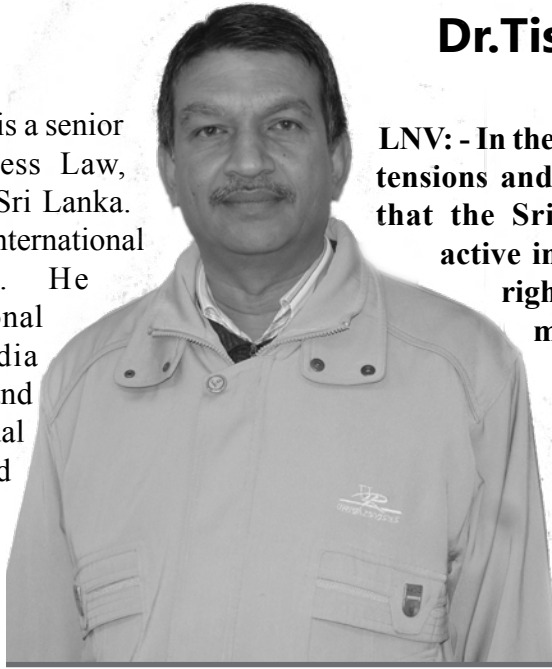 Dr.Tis
is a senior
ess Law,
Sri Lanka.
nternational
. He
onal
dia
nd
al
d
LNV: - In the
tensions and
that the Sri
active in
righ
m